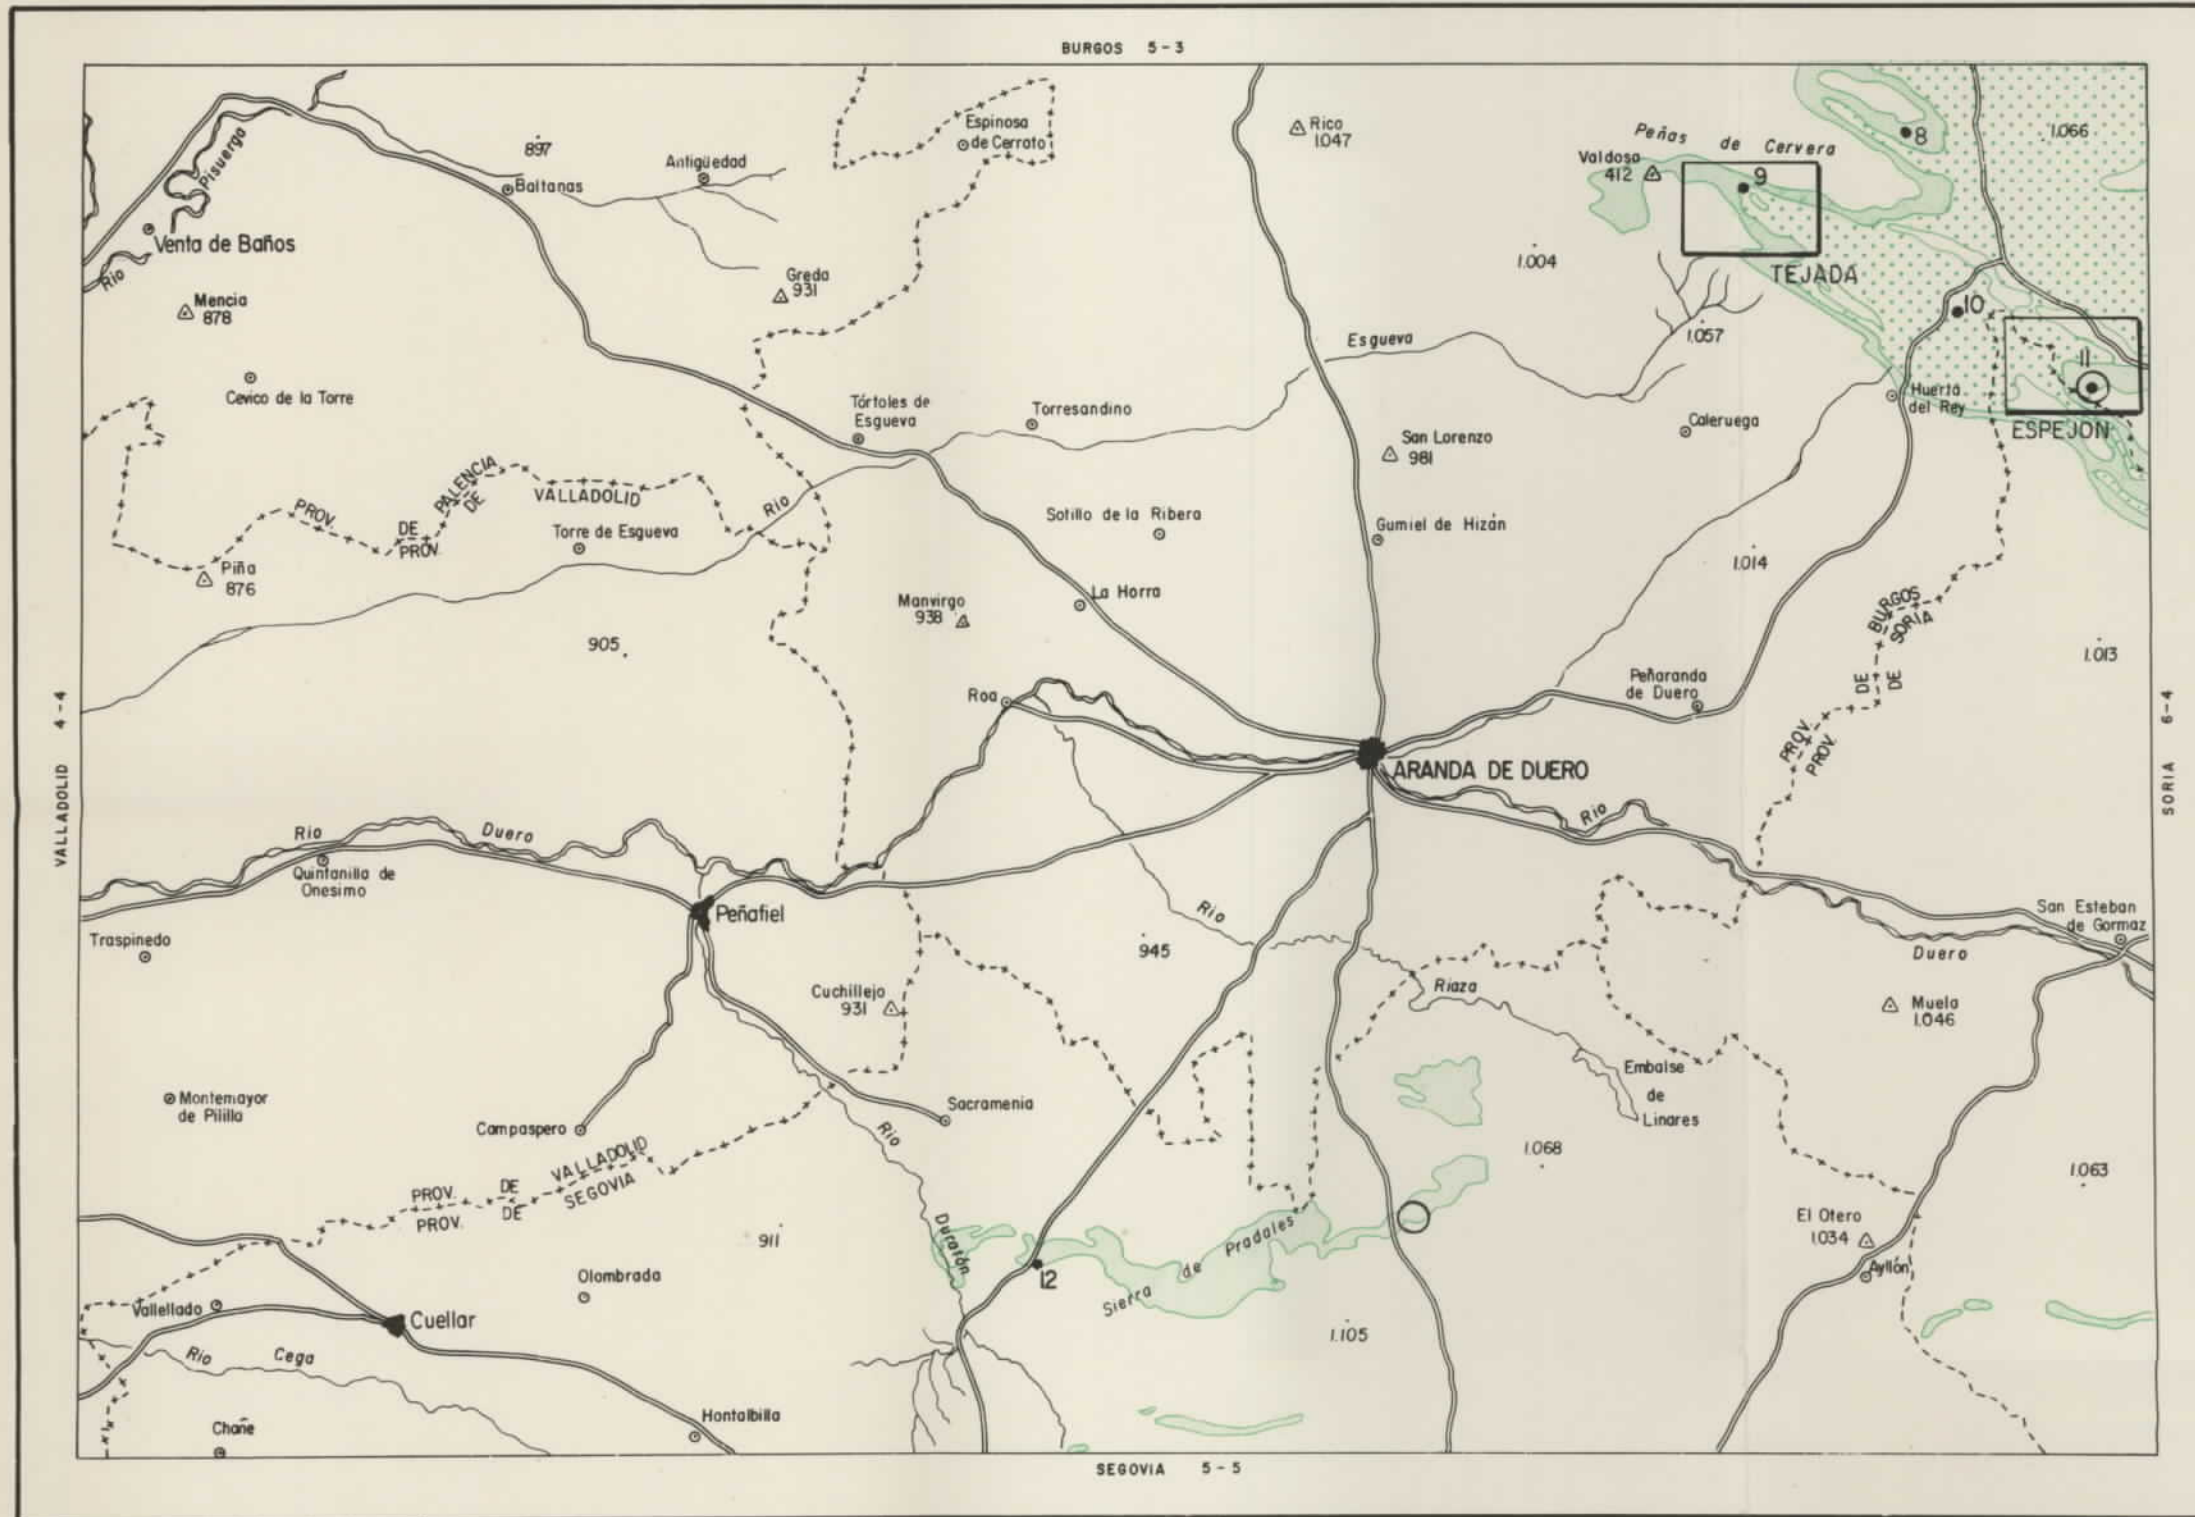 BURGOS 5-3
Espinosa
de Cerrato
Rico
1.047
Peñas de Cervera
8
1.066
897
Antigüedad
Valdosa
412
9
Pisuerga
Baltanas
Venta de Baños
Rio
Greda
931
1.004
TEJADA
Mencia
878
10
1.057
Esgueva
11
Cevico de la Torre
Tórtoles de
Esgueva
Torresandino
Huerta
del Rey
Caleruega
ESPEJON
San Lorenzo
981
PROV. DE PALENCIA
PROV. DE VALLADOLID
Rio
Torre de Esgueva
Sotillo de la Ribera
Gumiel de Hizán
1.014
Piña
876
La Horra
Manvirgo
938
905
PROV. DE BURGOS
PROV. DE SORIA
1.013
VALLADOLID 4-4
SORIA 6-4
Roa
Peñaranda
de Duero
ARANDA DE DUERO
Rio
Rio Duero
Quintanilla de
Onesimo
Peñafiel
Rio
San Esteban
de Gormaz
Traspinedo
945
Duero
Cuchillejo
931
Riaza
Muela
1.046
Embalse
de
Linares
Montemayor
de Pililla
Campaspero
Sacramenia
Rio
1.068
1.063
PROV. DE VALLADOLID
PROV. DE SEGOVIA
Duratón
911
Sierra de Pradales
El Otero
1.034
Ayllón
Olombrada
12
Vallelado
Cuellar
1.105
Rio Cega
Chañe
Hontalbilla
SEGOVIA 5-5